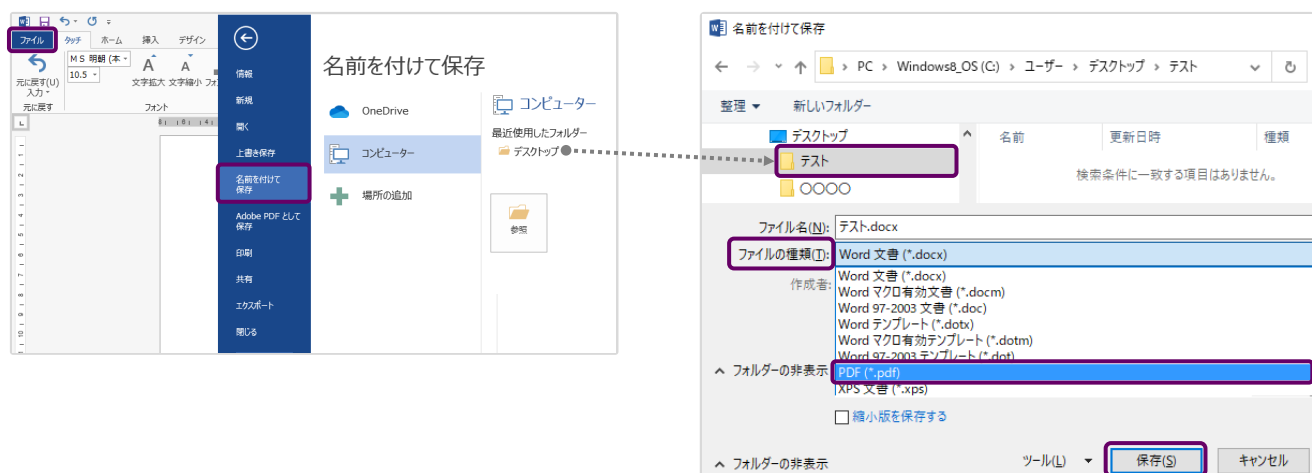 ファイル タッチ ホーム 挿入 デザイン
MS 明朝 (本
10.5
元に戻す(U)
入力
文字拡大 文字縮小 フォ
元に戻す フォント
情報
新規
開く
上書き保存
名前を付けて
保存
Adobe PDF として
保存
印刷
共有
エクスポート
閉じる
名前を付けて保存
OneDrive
コンピューター
場所の追加
コンピューター
最近使用したフォルダー
デスクトップ
参照
名前を付けて保存
PC › Windows8_OS (C:) › ユーザー › デスクトップ › テスト
整理 新しいフォルダー
デスクトップ
テスト
〇〇〇〇
名前 更新日時 種類
検索条件に一致する項目はありません。
ファイル名(N): テスト.docx
ファイルの種類(T): Word 文書 (*.docx)
作成者:
Word 文書 (*.docx)
Word マクロ有効文書 (*.docm)
Word 97-2003 文書 (*.doc)
Word テンプレート (*.dotx)
Word マクロ有効テンプレート (*.dotm)
Word 97-2003 テンプレート (*.dot)
フォルダーの非表示
PDF (*.pdf)
XPS 文書 (*.xps)
縮小版を保存する
フォルダーの非表示 ツール(L) 保存(S) キャンセル